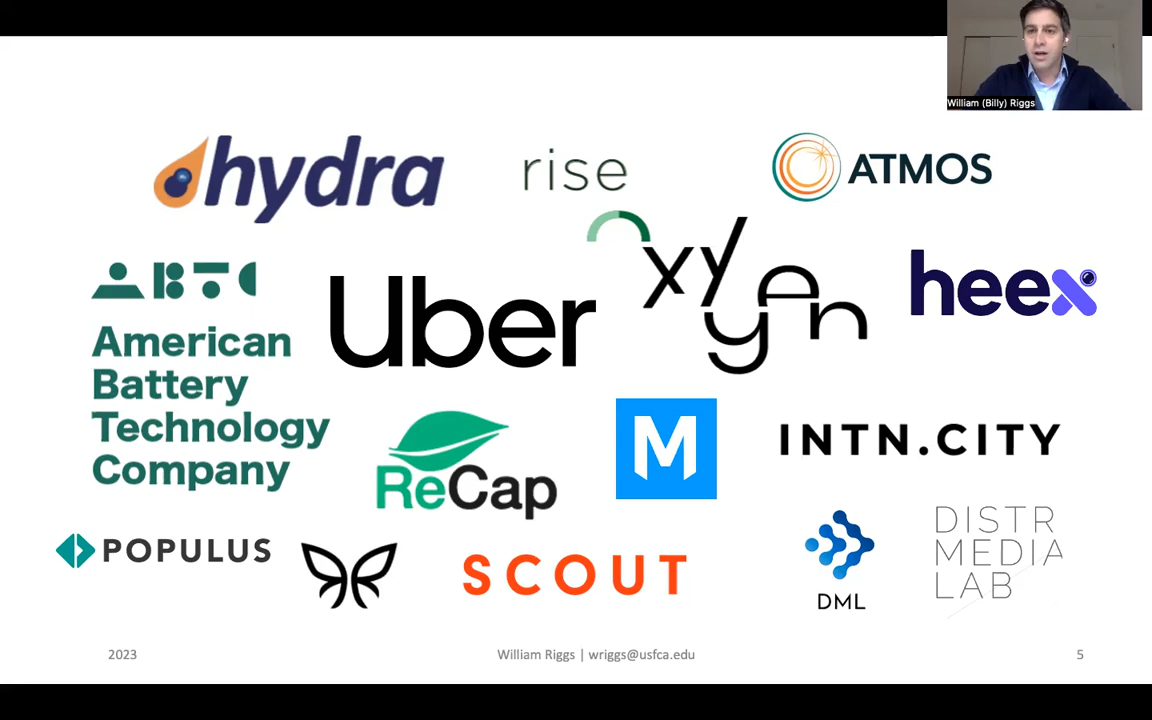 William (Billy) Riggs
hydra
rise
ATMOS
ABTC
American
Battery
Technology
Company
Uber
oxygen
heex
ReCap
M
INTN.CITY
POPULUS
SCOUT
DML
DISTR
MEDIA
LAB
2023
William Riggs | wriggs@usfca.edu
5